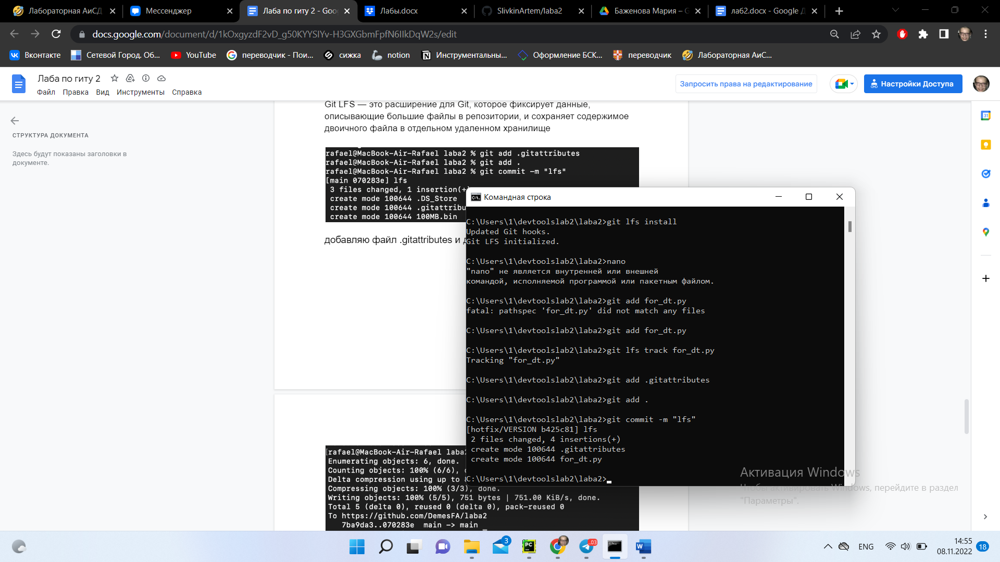 Лабораторная АиСД
Мессенджер
Лаба по гиту 2 - Goo
Лабы.docx
SlivkinArtem/laba2
Баженова Мария – G
лаб2.docx - Google Д
docs.google.com/document/d/1kOxgyzdF2vD_g50KYYSIYv-H3GXGbmFpfN6IIkDqW2s/edit
Вконтакте
Сетевой Город. Об...
YouTube
переводчик - Пои...
сижка
notion
Инструментальны...
Оформление БСК...
переводчик
Лабораторная АиС...
Лаба по гиту 2
Файл Правка Вид Инструменты Справка
Запросить права на редактирование
Настройки Доступа
СТРУКТУРА ДОКУМЕНТА
Здесь будут показаны заголовки в
документе.
Git LFS — это расширение для Git, которое фиксирует данные,
описывающие большие файлы в репозитории, и сохраняет содержимое
двоичного файла в отдельном удаленном хранилище
rafael@MacBook-Air-Rafael laba2 % git add .gitattributes
rafael@MacBook-Air-Rafael laba2 % git add .
rafael@MacBook-Air-Rafael laba2 % git commit -m "lfs"
[main 070283e] lfs
3 files changed, 1 insertion(+)
create mode 100644 .DS_Store
create mode 100644 .gitattribu
create mode 100644 100MB.bin
добавляю файл .gitattributes и
[rafael@MacBook-Air-Rafael laba2
Enumerating objects: 6, done.
Counting objects: 100% (6/6),
Delta compression using up to
Compressing objects: 100% (3/3), done.
Writing objects: 100% (5/5), 751 bytes | 751.00 KiB/s, done.
Total 5 (delta 0), reused 0 (delta 0), pack-reused 0
To https://github.com/DemesFA/laba2
7ba9da3..070283e main -> main
Командная строка
C:\Users\1\devtoolslab2\laba2>git lfs install
Updated Git hooks.
Git LFS initialized.
C:\Users\1\devtoolslab2\laba2>nano
"nano" не является внутренней или внешней
командой, исполняемой программой или пакетным файлом.
C:\Users\1\devtoolslab2\laba2>git add for_dt.py
fatal: pathspec 'for_dt.py' did not match any files
C:\Users\1\devtoolslab2\laba2>git add for_dt.py
C:\Users\1\devtoolslab2\laba2>git lfs track for_dt.py
Tracking "for_dt.py"
C:\Users\1\devtoolslab2\laba2>git add .gitattributes
C:\Users\1\devtoolslab2\laba2>git add .
C:\Users\1\devtoolslab2\laba2>git commit -m "lfs"
[hotfix/VERSION b425c81] lfs
2 files changed, 4 insertions(+)
create mode 100644 .gitattributes
create mode 100644 for_dt.py
C:\Users\1\devtoolslab2\laba2>
Активация Windows
Чтобы активировать Windows, перейдите в раздел
"Параметры".
31
3
PC
..03
W
ENG
14:55
08.11.2022
18